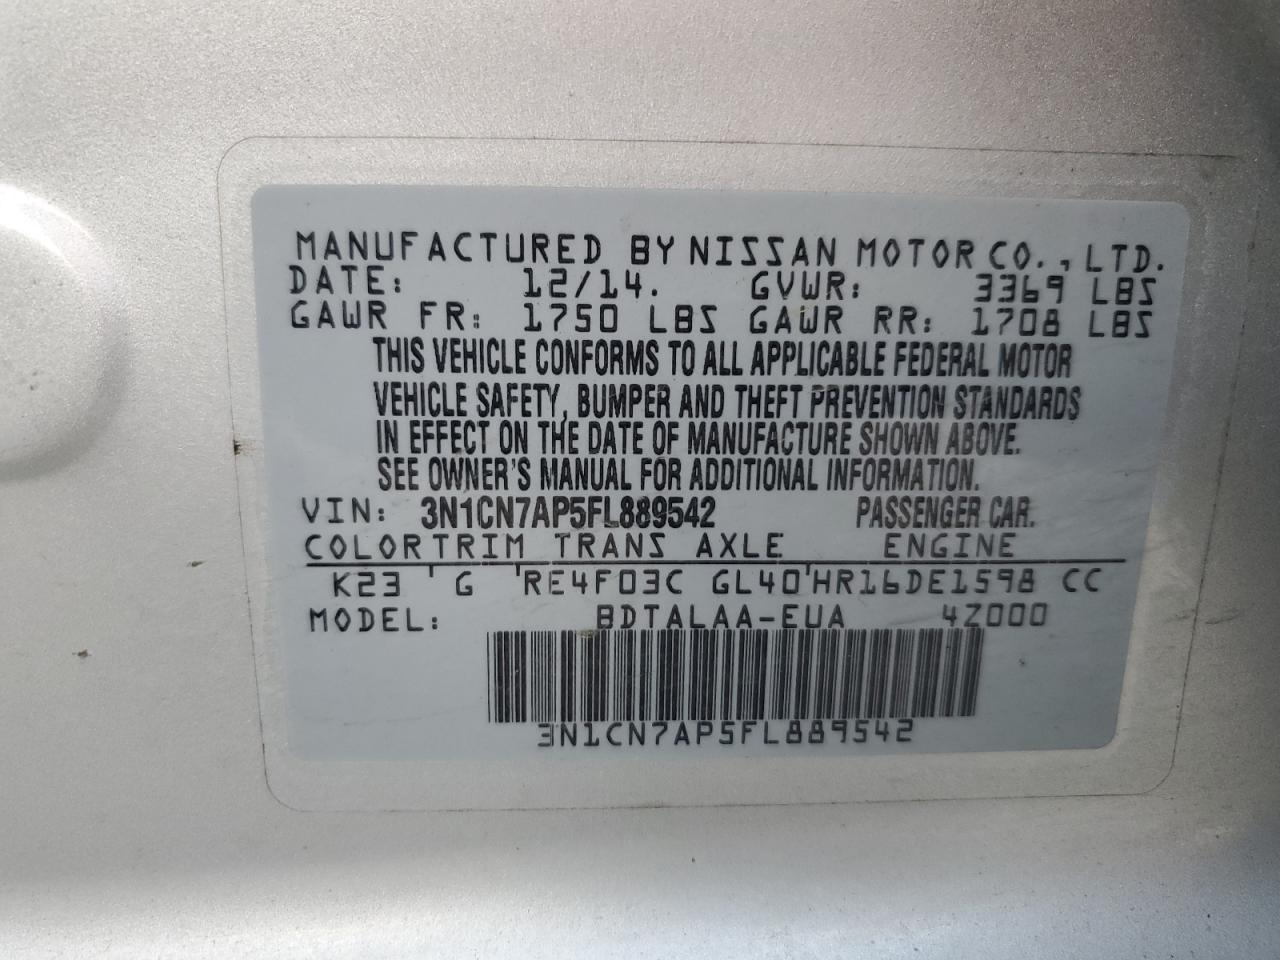 MANUFACTURED BY NISSAN MOTOR CO., LTD.
DATE: 12/14. GVWR: 3369 LBS
GAWR FR: 1750 LBS GAWR RR: 1708 LBS
THIS VEHICLE CONFORMS TO ALL APPLICABLE FEDERAL MOTOR
VEHICLE SAFETY, BUMPER AND THEFT PREVENTION STANDARDS
IN EFFECT ON THE DATE OF MANUFACTURE SHOWN ABOVE.
SEE OWNER'S MANUAL FOR ADDITIONAL INFORMATION.
VIN: 3N1CN7AP5FL889542 PASSENGER CAR.
COLOR TRIM TRANS AXLE ENGINE
K23 ' G ' RE4F03C GL40 ' HR16DE1598 CC
MODEL: BDTALAA-EUA 4Z000
3N1CN7AP5FL889542